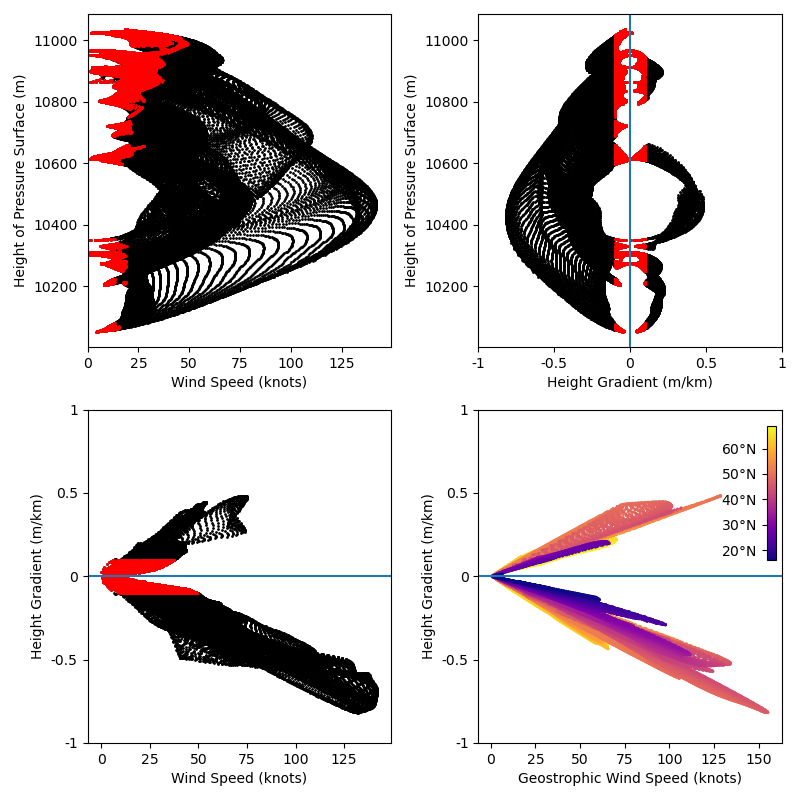 11000
10800
10600
10400
10200
Height of Pressure Surface (m)
0 25 50 75 100 125
Wind Speed (knots)
11000
10800
10600
10400
10200
Height of Pressure Surface (m)
-1 -0.5 0 0.5 1
Height Gradient (m/km)
1
0.5
0
-0.5
-1
Height Gradient (m/km)
0 25 50 75 100 125
Wind Speed (knots)
1
0.5
0
-0.5
-1
Height Gradient (m/km)
60°N
50°N
40°N
30°N
20°N
0 25 50 75 100 125 150
Geostrophic Wind Speed (knots)